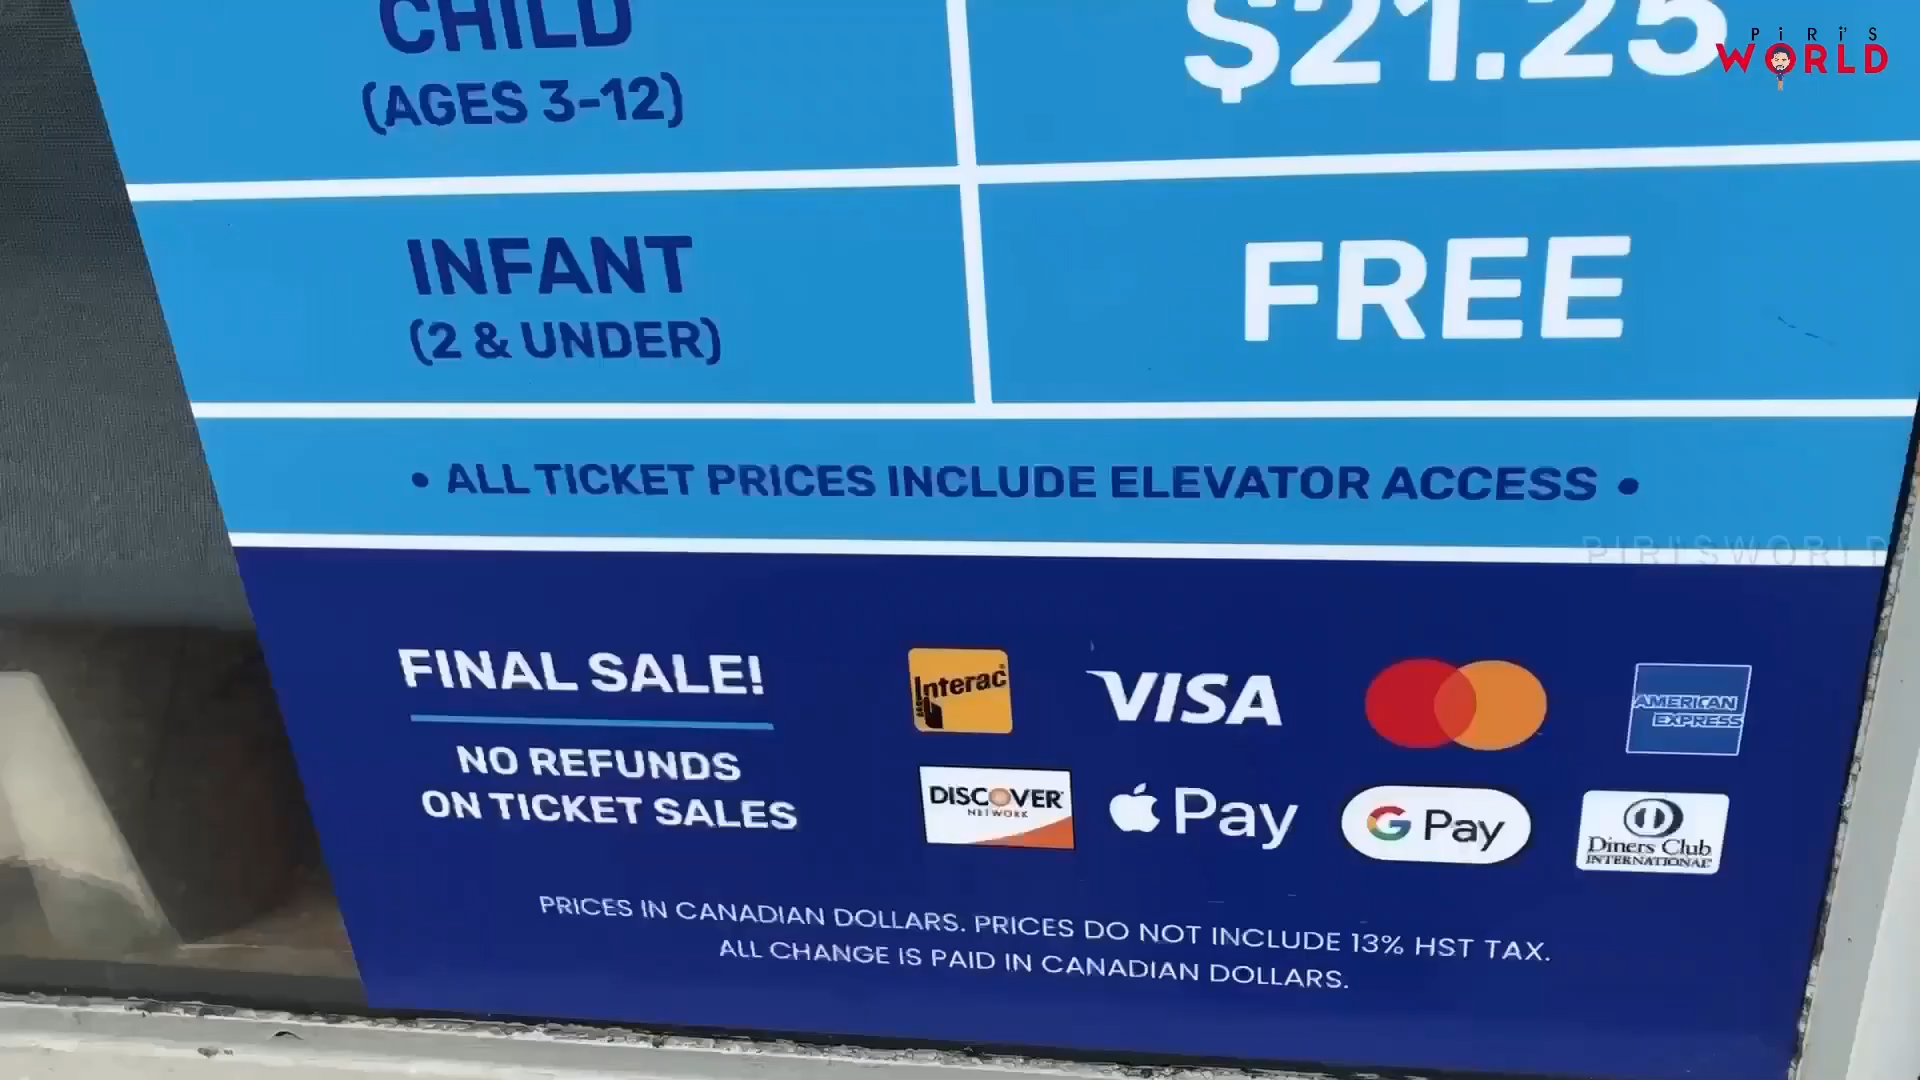 CHILD
(AGES 3-12)
$21.25
PiRi'S
WORLD
INFANT
(2 & UNDER)
FREE
• ALL TICKET PRICES INCLUDE ELEVATOR ACCESS •
PIRI'SWORLD
FINAL SALE!
NO REFUNDS
ON TICKET SALES
Interac
VISA
AMERICAN
EXPRESS
DISCOVER
NETWORK
Pay
G Pay
Diners Club
INTERNATIONAL
PRICES IN CANADIAN DOLLARS. PRICES DO NOT INCLUDE 13% HST TAX.
ALL CHANGE IS PAID IN CANADIAN DOLLARS.